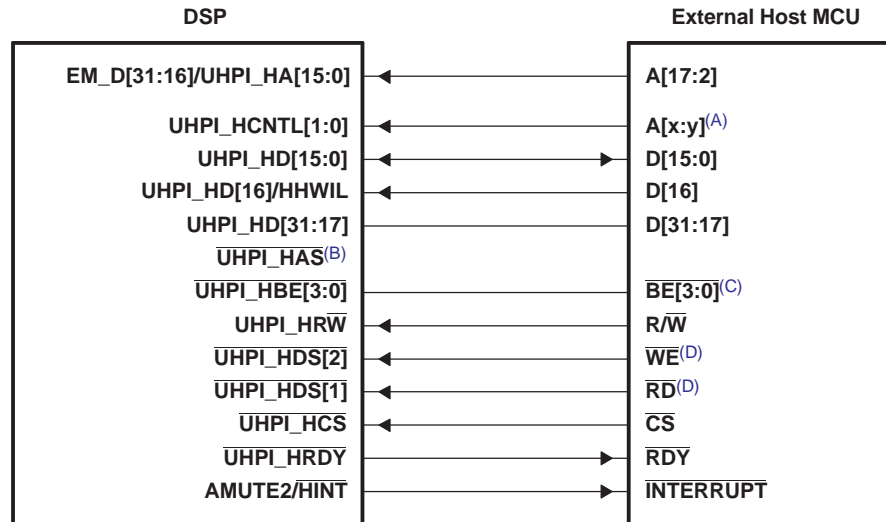 DSP External Host MCU
EM_D[31:16]/UHPI_HA[15:0] A[17:2]
UHPI_HCNTL[1:0] A[x:y](A)
UHPI_HD[15:0] D[15:0]
UHPI_HD[16]/HHWIL D[16]
UHPI_HD[31:17] D[31:17]
UHPI_HAS(B)
UHPI_HBE[3:0] BE[3:0](C)
UHPI_HRW R/W
UHPI_HDS[2] WE(D)
UHPI_HDS[1] RD(D)
UHPI_HCS CS
UHPI_HRDY RDY
AMUTE2/HINT INTERRUPT